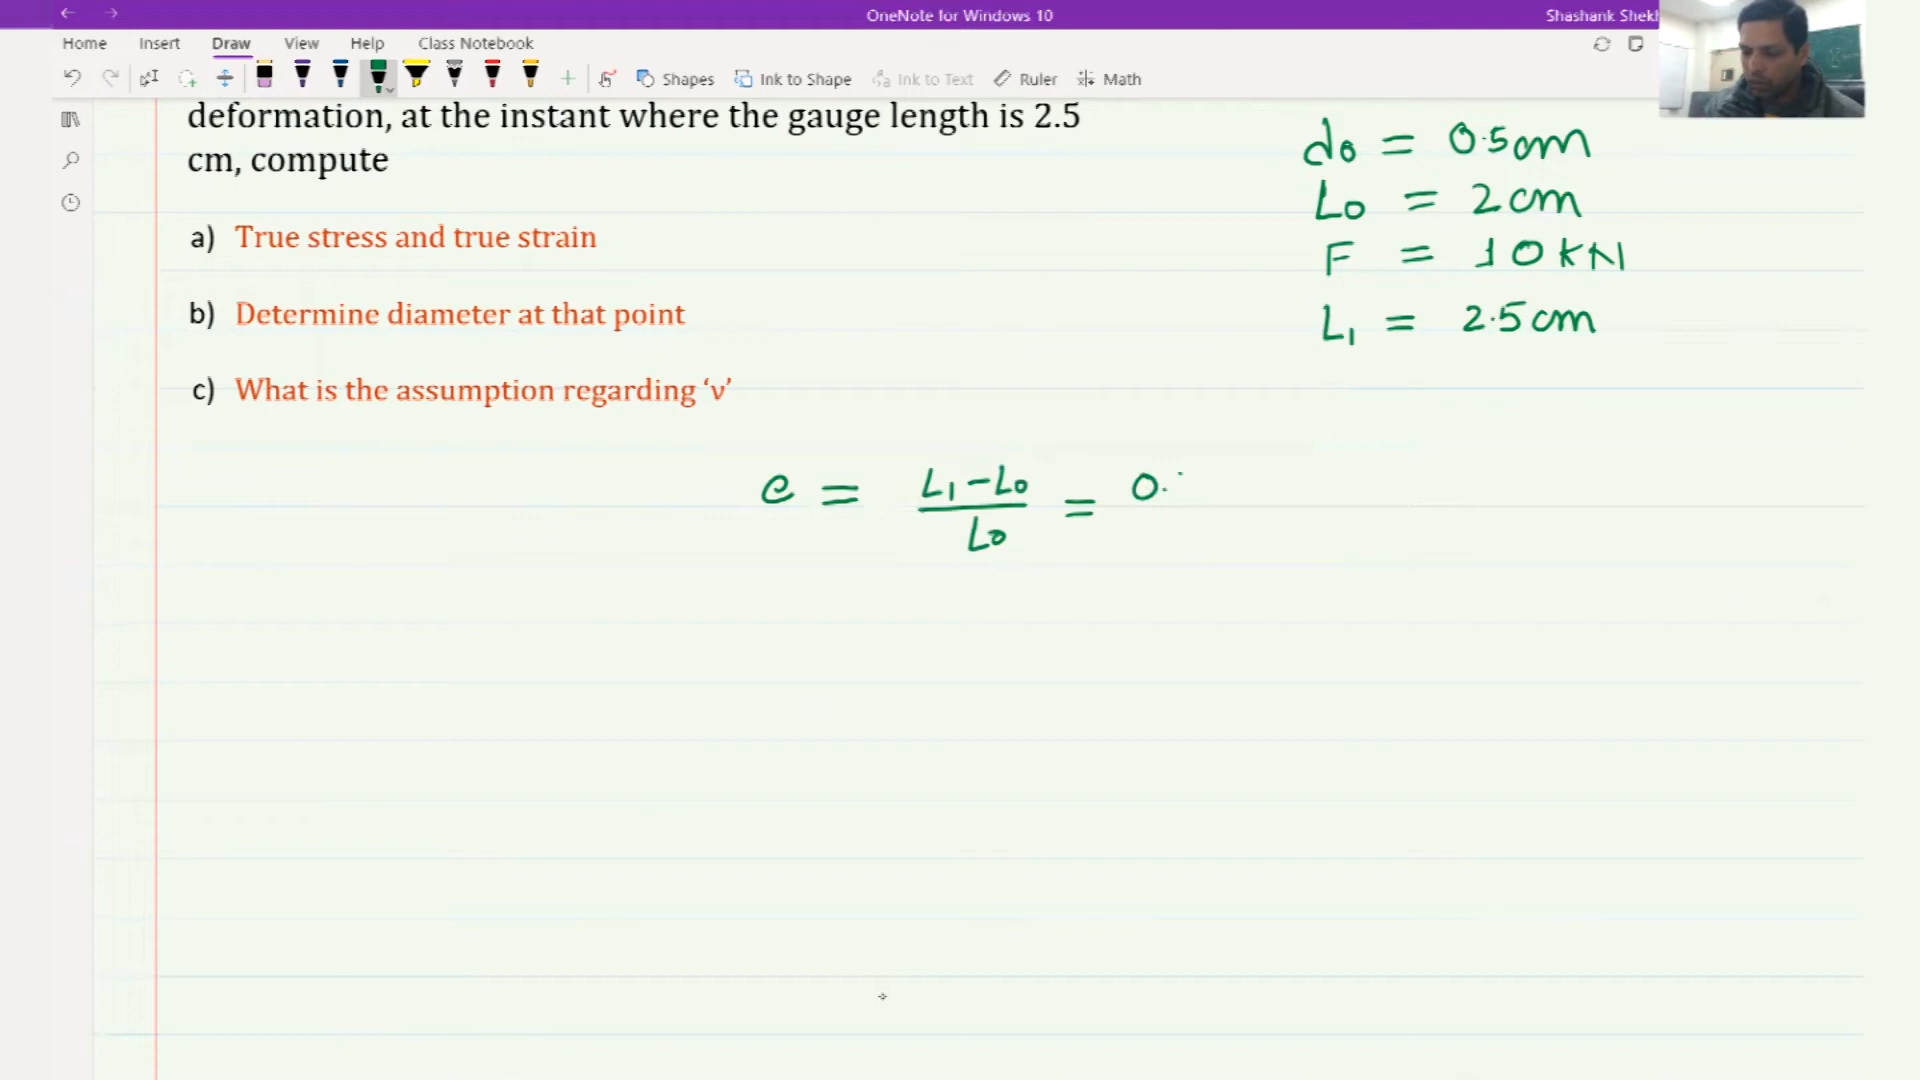 OneNote for Windows 10
Shashank Shekh
Home Insert Draw View Help Class Notebook
Shapes Ink to Shape Ink to Text Ruler Math
deformation, at the instant where the gauge length is 2.5
cm, compute
a) True stress and true strain
b) Determine diameter at that point
c) What is the assumption regarding ‘ν’
d0 = 0.5cm
L0 = 2cm
F = 10KN
L1 = 2.5cm
e = L1-L0 / L0 = 0.